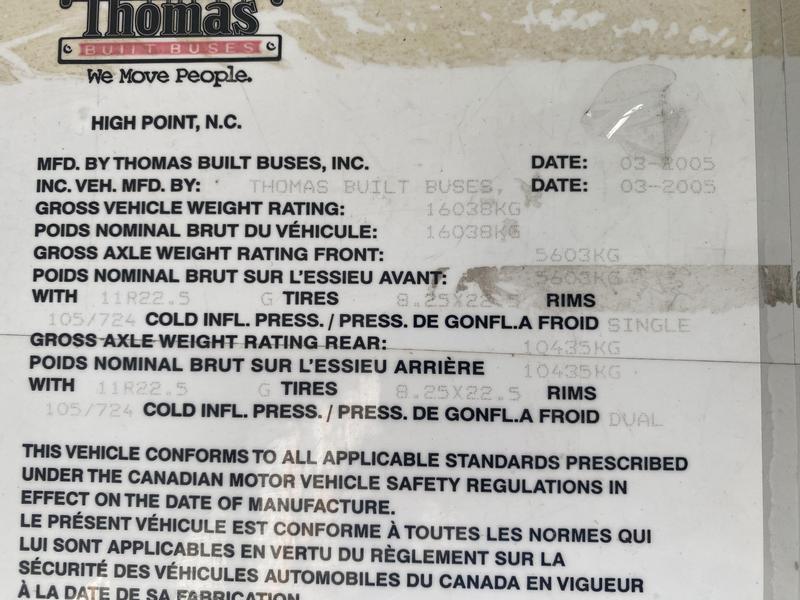 Thomas
BUILT BUSES
We Move People.
HIGH POINT, N.C.
MFD. BY THOMAS BUILT BUSES, INC. DATE: 03-2005
INC. VEH. MFD. BY: THOMAS BUILT BUSES, DATE: 03-2005
GROSS VEHICLE WEIGHT RATING: 16038KG
POIDS NOMINAL BRUT DU VÉHICULE: 16038KG
GROSS AXLE WEIGHT RATING FRONT: 5603KG
POIDS NOMINAL BRUT SUR L'ESSIEU AVANT: 5603KG
WITH 11R22.5 G TIRES 8.25X22.5 RIMS
105/724 COLD INFL. PRESS. / PRESS. DE GONFL.A FROID SINGLE
GROSS AXLE WEIGHT RATING REAR: 10435KG
POIDS NOMINAL BRUT SUR L'ESSIEU ARRIÈRE 10435KG
WITH 11R22.5 G TIRES 8.25X22.5 RIMS
105/724 COLD INFL. PRESS. / PRESS. DE GONFL.A FROID DUAL
THIS VEHICLE CONFORMS TO ALL APPLICABLE STANDARDS PRESCRIBED
UNDER THE CANADIAN MOTOR VEHICLE SAFETY REGULATIONS IN
EFFECT ON THE DATE OF MANUFACTURE.
LE PRÉSENT VÉHICULE EST CONFORME À TOUTES LES NORMES QUI
LUI SONT APPLICABLES EN VERTU DU RÈGLEMENT SUR LA
SÉCURITÉ DES VÉHICULES AUTOMOBILES DU CANADA EN VIGUEUR
À LA DATE DE SA FABRICATION